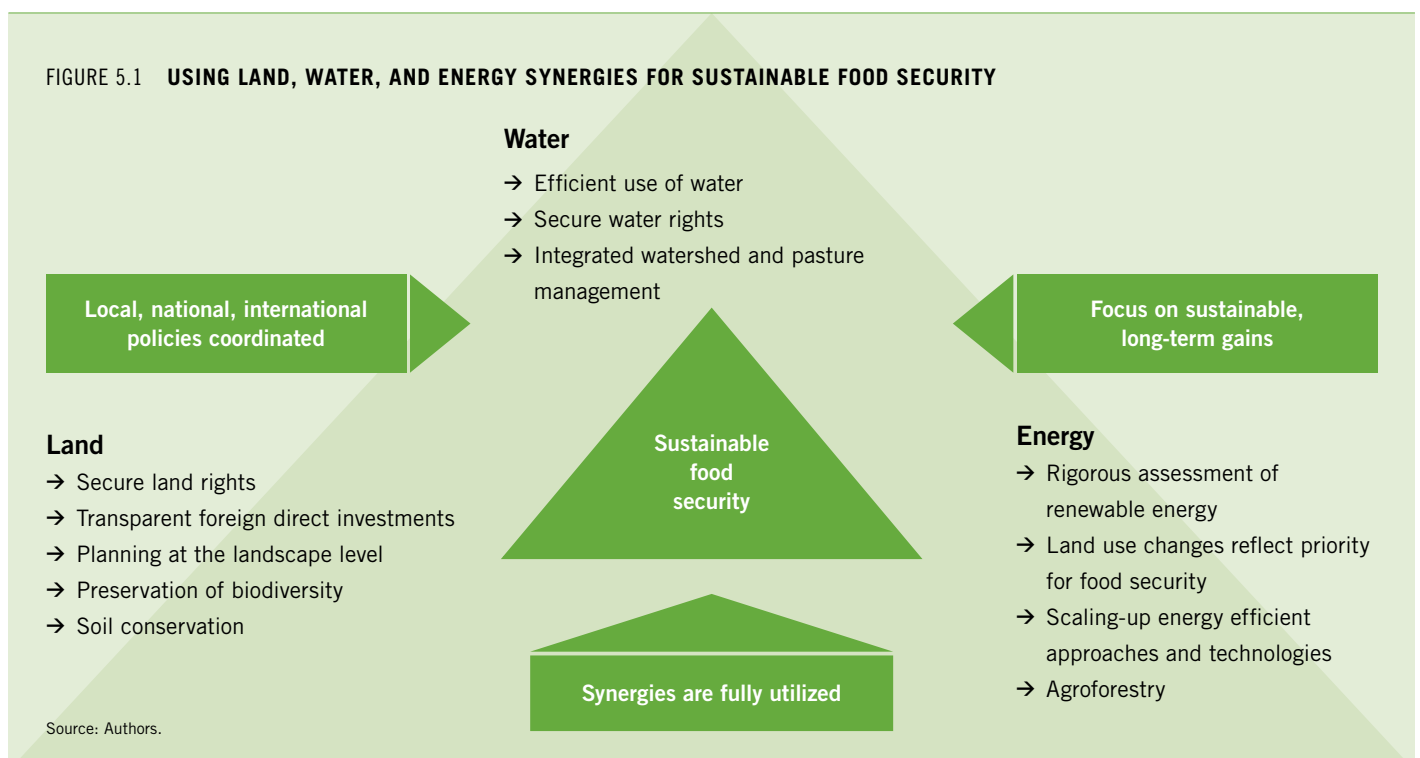 FIGURE 5.1 USING LAND, WATER, AND ENERGY SYNERGIES FOR SUSTAINABLE FOOD SECURITY
Water
→ Efficient use of water
→ Secure water rights
→ Integrated watershed and pasture
management
Local, national, international
policies coordinated
Focus on sustainable,
long-term gains
Land
→ Secure land rights
→ Transparent foreign direct investments
→ Planning at the landscape level
→ Preservation of biodiversity
→ Soil conservation
Sustainable
food
security
Energy
→ Rigorous assessment of
renewable energy
→ Land use changes reflect priority
for food security
→ Scaling-up energy efficient
approaches and technologies
→ Agroforestry
Synergies are fully utilized
Source: Authors.